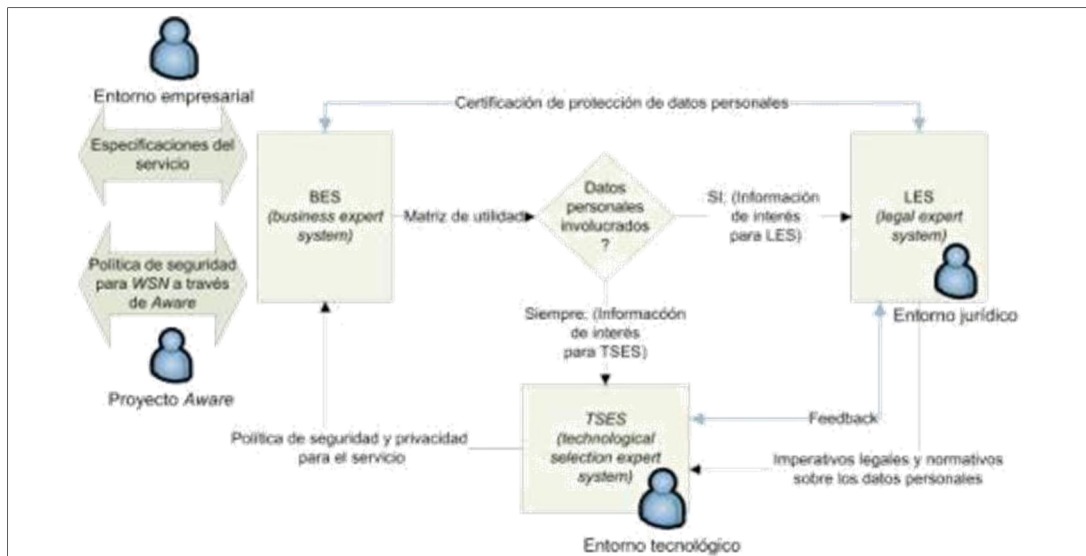 Entorno empresarial
Especificaciones del
servicio
Política de seguridad
para WSN a través
de Aware
Proyecto Aware
Certificación de protección de datos personales
BES
(business expert
system)
Matriz de utilidad
Datos
personales
involucrados
?
SI: (Información
de interés
para LES)
LES
(legal expert
system)
Entorno jurídico
Siempre: (Informacción
de interés
para TSES)
TSES
(technological
selection expert
system)
Entorno tecnológico
Política de seguridad y privacidad
para el servicio
Feedback
Imperativos legales y normativos
sobre los datos personales